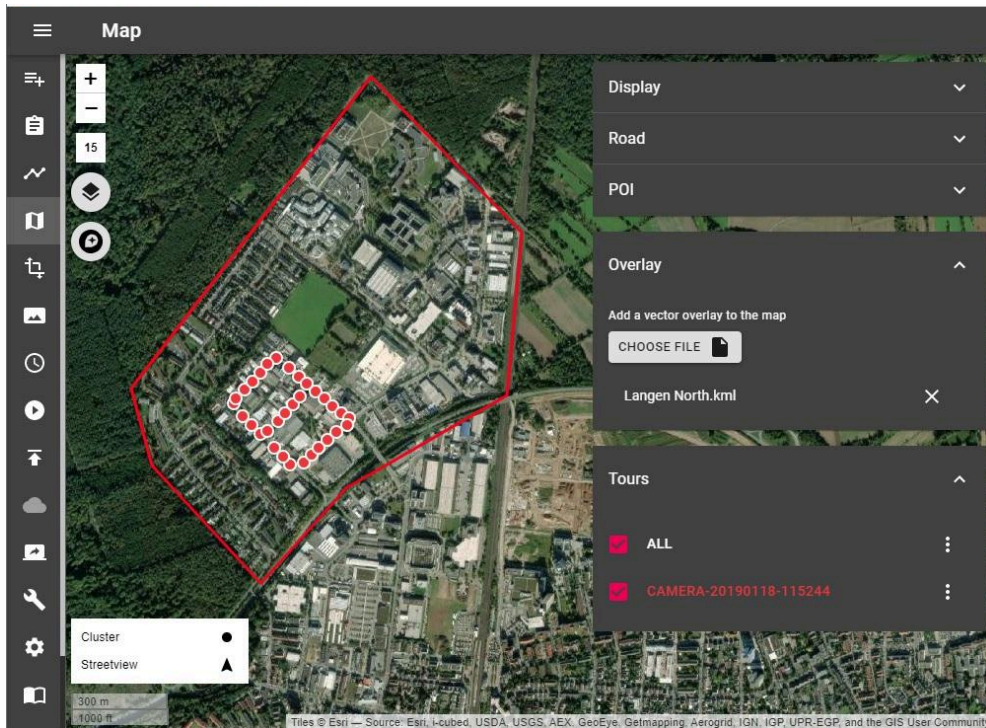 Map
+
−
15
Display
Road
POI
Overlay
Add a vector overlay to the map
CHOOSE FILE
Langen North.kml
Tours
ALL
CAMERA-20190118-115244
Cluster
Streetview
300 m
1000 ft
Tiles © Esri — Source: Esri, i-cubed, USDA, USGS, AEX, GeoEye, Getmapping, Aerogrid, IGN, IGP, UPR-EGP, and the GIS User Community